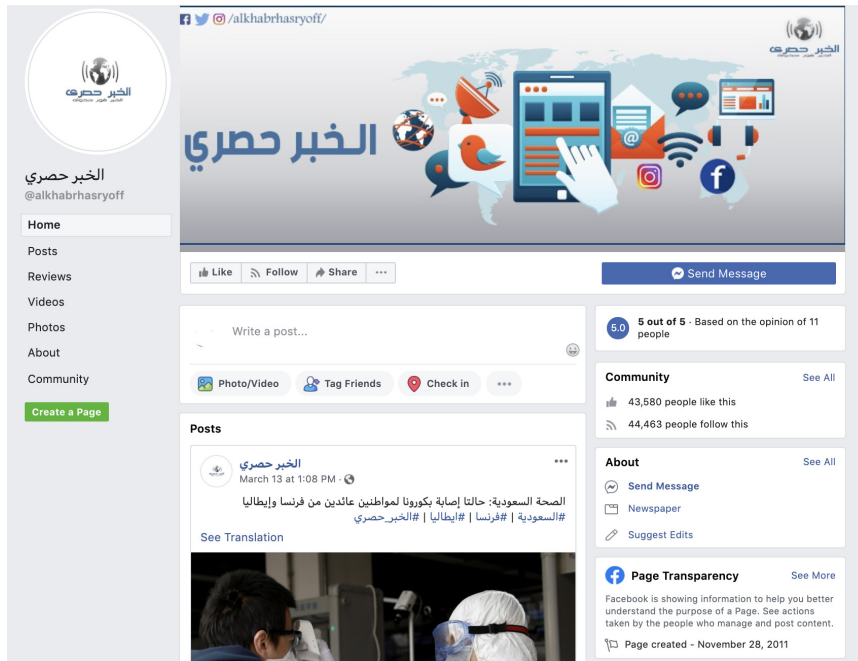 /alkhabrhasryoff/
الخبر حصري
الخبر حصري
الخبر حصري
الخبر حصري
@alkhabrhasryoff
Home
Posts
Reviews
Videos
Photos
About
Community
Create a Page
Like
Follow
Share
Send Message
Write a post...
Photo/Video
Tag Friends
Check in
Posts
الخبر حصري
March 13 at 1:08 PM ·
الصحة السعودية: حالتا إصابة بكورونا لمواطنين عائدين من فرنسا وإيطاليا
#السعودية | #فرنسا | #ايطاليا | #الخبر_حصري
See Translation
5.0
5 out of 5 · Based on the opinion of 11
people
Community
See All
43,580 people like this
44,463 people follow this
About
See All
Send Message
Newspaper
Suggest Edits
Page Transparency
See More
Facebook is showing information to help you better
understand the purpose of a Page. See actions
taken by the people who manage and post content.
Page created - November 28, 2011